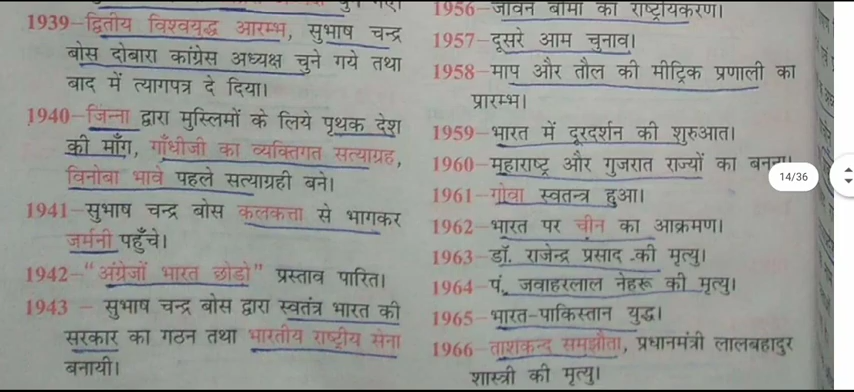 1939–द्वितीय विश्वयुद्ध आरम्भ, सुभाष चन्द्र
बोस दोबारा कांग्रेस अध्यक्ष चुने गये तथा
बाद में त्यागपत्र दे दिया।
1940–जिन्ना द्वारा मुस्लिमों के लिये पृथक देश
की माँग, गाँधीजी का व्यक्तिगत सत्याग्रह,
विनोबा भावे पहले सत्याग्रही बने।
1941–सुभाष चन्द्र बोस कलकत्ता से भागकर
जर्मनी पहुँचे।
1942–“अंग्रेजों भारत छोडो” प्रस्ताव पारित।
1943 – सुभाष चन्द्र बोस द्वारा स्वतंत्र भारत की
सरकार का गठन तथा भारतीय राष्ट्रीय सेना
बनायी।
1956–जीवन बीमा का राष्ट्रीयकरण।
1957–दूसरे आम चुनाव।
1958–माप और तौल की मीट्रिक प्रणाली का
प्रारम्भ।
1959–भारत में दूरदर्शन की शुरुआत।
1960–महाराष्ट्र और गुजरात राज्यों का बनना।
1961–गोवा स्वतन्त्र हुआ।
1962–भारत पर चीन का आक्रमण।
1963–डॉ. राजेन्द्र प्रसाद की मृत्यु।
1964–पं. जवाहरलाल नेहरू की मृत्यु।
1965–भारत-पाकिस्तान युद्ध।
1966–ताशकन्द समझौता, प्रधानमंत्री लालबहादुर
शास्त्री की मृत्यु।
14/36